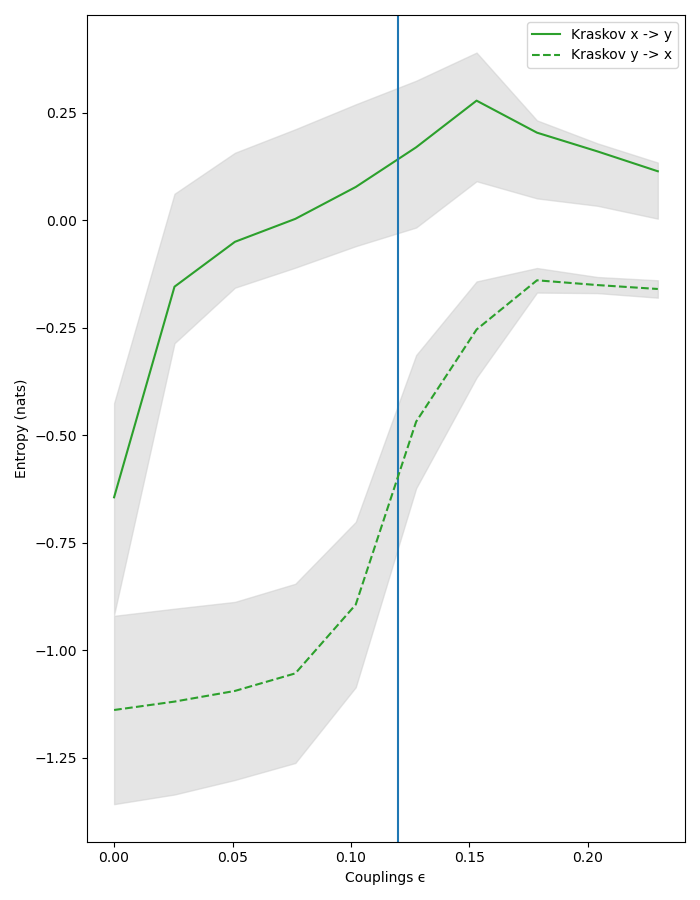 Kraskov x -> y
Kraskov y -> x
0.25
0.00
−0.25
−0.50
−0.75
−1.00
−1.25
Entropy (nats)
0.00 0.05 0.10 0.15 0.20
Couplings ϵ